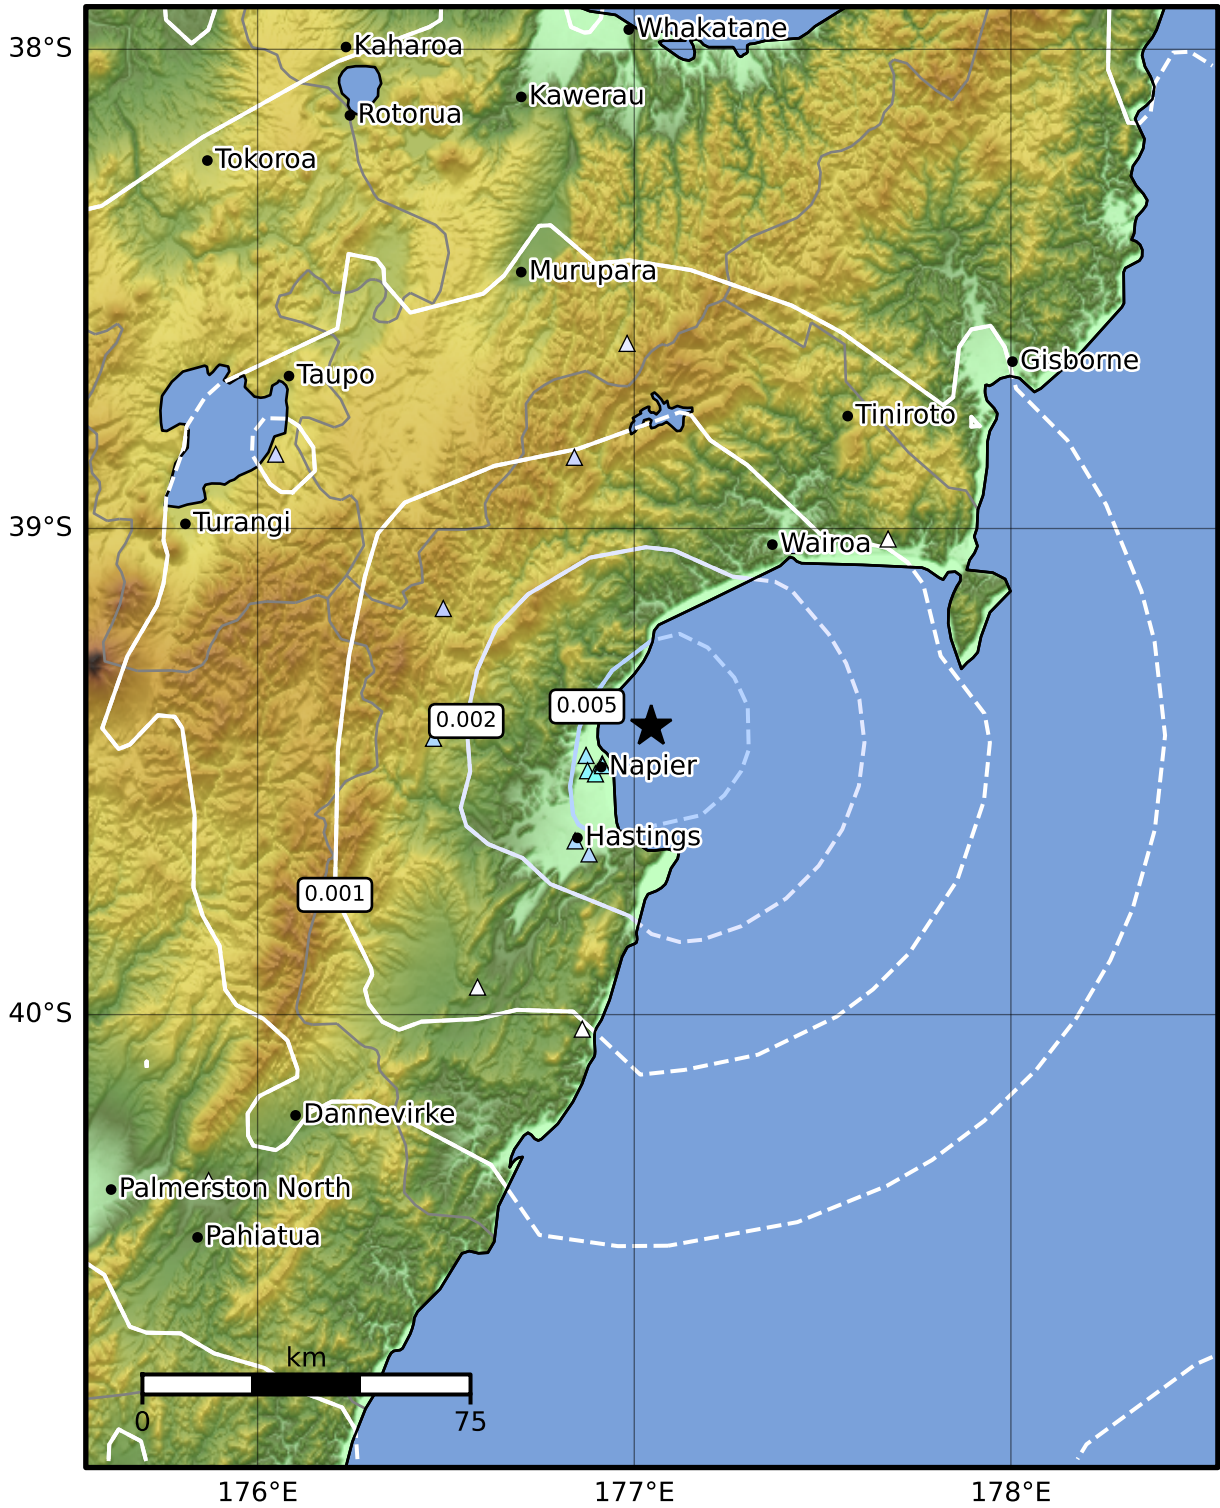 Whakatane
38°S
Kaharoa
Kawerau
Rotorua
Tokoroa
Murupara
Gisborne
Taupo
Tiniroto
39°S
Turangi
Wairoa
0.005
0.002
Napier
Hastings
0.001
40°S
Dannevirke
Palmerston North
Pahiatua
km
0 75
176°E 177°E 178°E